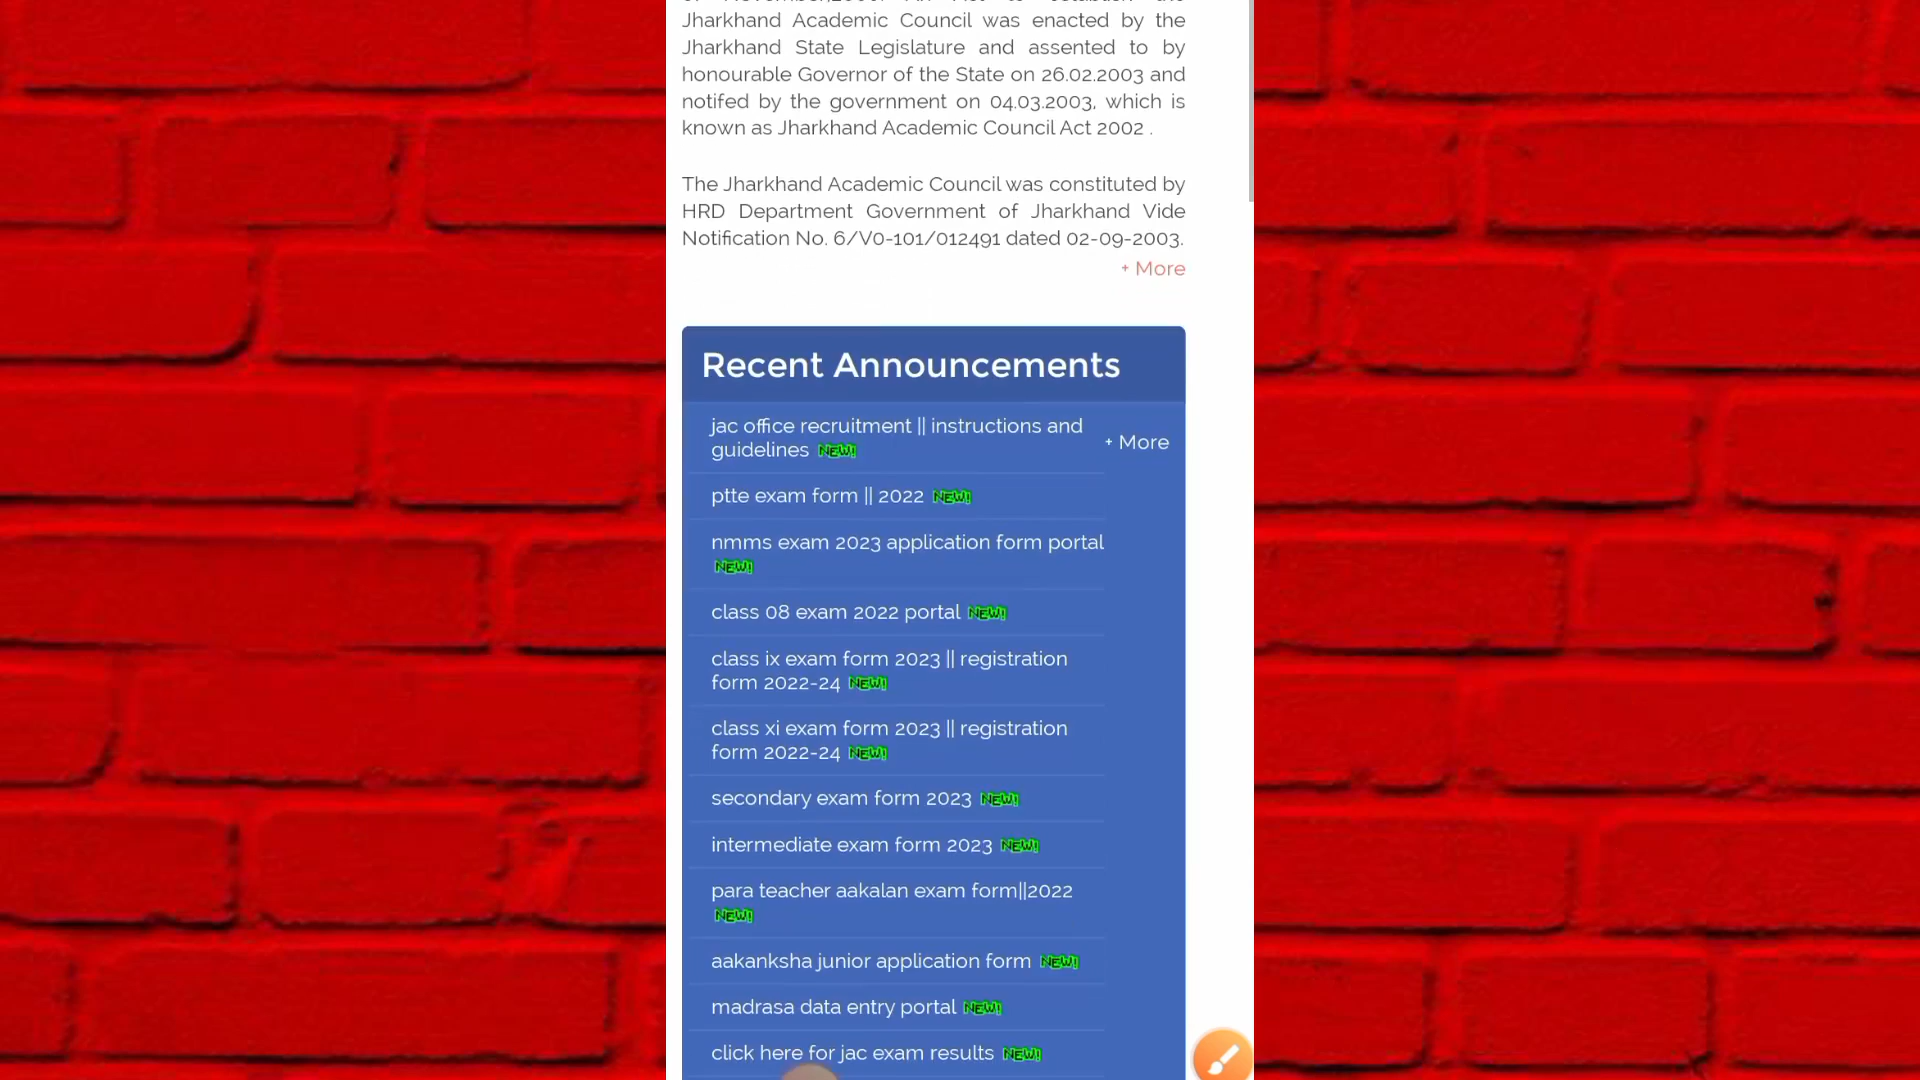 Jharkhand Academic Council was enacted by the
Jharkhand State Legislature and assented to by
honourable Governor of the State on 26.02.2003 and
notifed by the government on 04.03.2003, which is
known as Jharkhand Academic Council Act 2002 .
The Jharkhand Academic Council was constituted by
HRD Department Government of Jharkhand Vide
Notification No. 6/V0-101/012491 dated 02-09-2003.
+ More
Recent Announcements
jac office recruitment || instructions and
guidelines NEW!
+ More
ptte exam form || 2022 NEW!
nmms exam 2023 application form portal
NEW!
class 08 exam 2022 portal NEW!
class ix exam form 2023 || registration
form 2022-24 NEW!
class xi exam form 2023 || registration
form 2022-24 NEW!
secondary exam form 2023 NEW!
intermediate exam form 2023 NEW!
para teacher aakalan exam form||2022
NEW!
aakanksha junior application form NEW!
madrasa data entry portal NEW!
click here for jac exam results NEW!